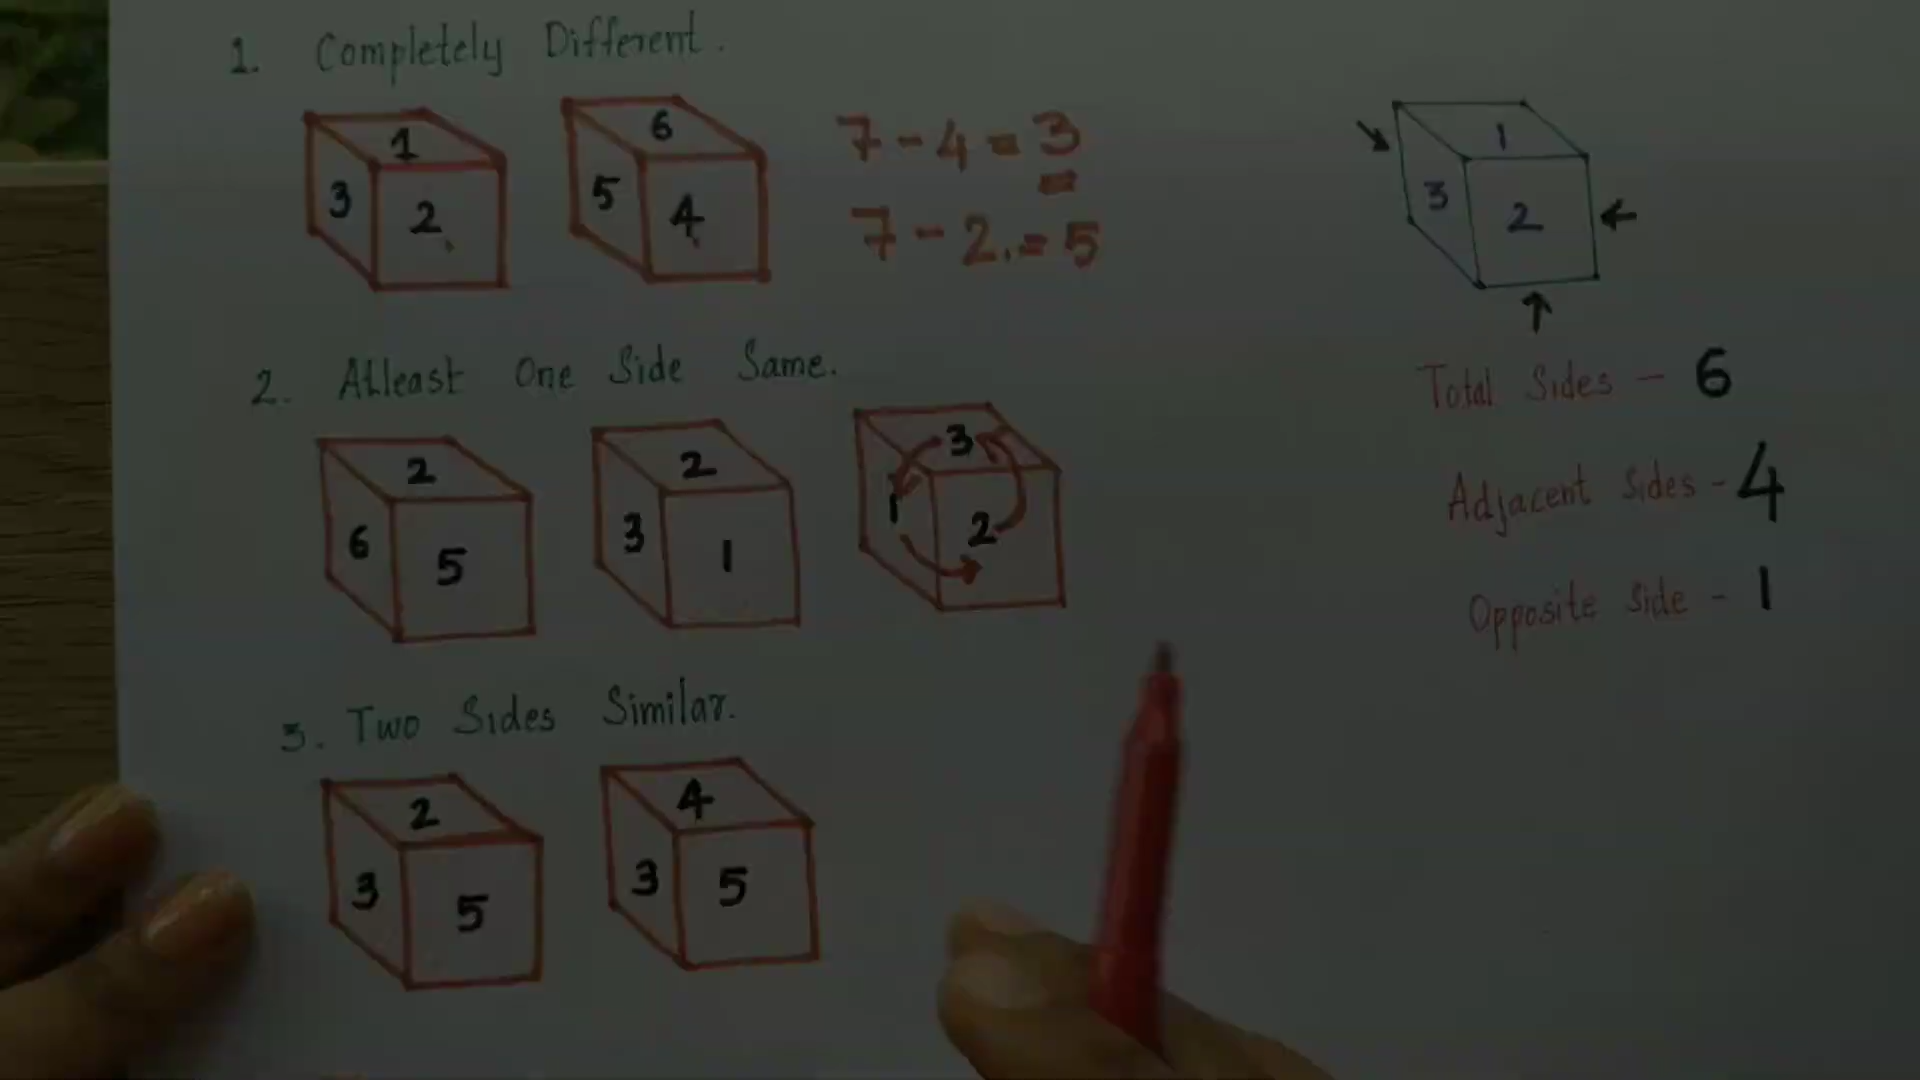 1. Completely Different.
1
3 2
6
5 4
7 - 4 = 3
7 - 2 = 5
1
3 2
Total Sides - 6
Adjacent Sides - 4
Opposite Side - 1
2. Atleast One Side Same.
2
6 5
2
3 1
3
1 2
3. Two Sides Similar.
2
3 5
4
3 5